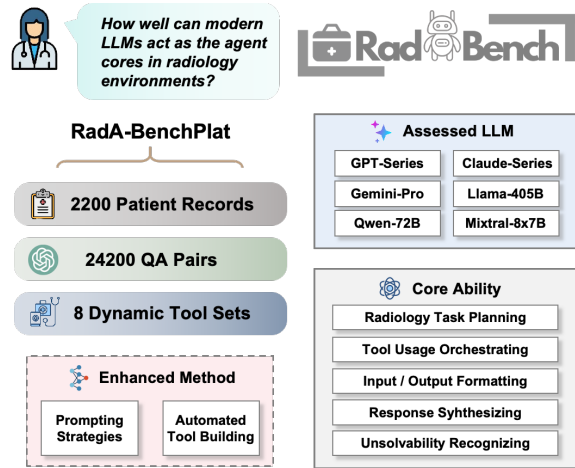 How well can modern
LLMs act as the agent
cores in radiology
environments?
Rad Bench
RadA-BenchPlat
2200 Patient Records
24200 QA Pairs
8 Dynamic Tool Sets
Enhanced Method
Prompting
Strategies
Automated
Tool Building
Assessed LLM
GPT-Series
Claude-Series
Gemini-Pro
Llama-405B
Qwen-72B
Mixtral-8x7B
Core Ability
Radiology Task Planning
Tool Usage Orchestrating
Input / Output Formatting
Response Syhthesizing
Unsolvability Recognizing